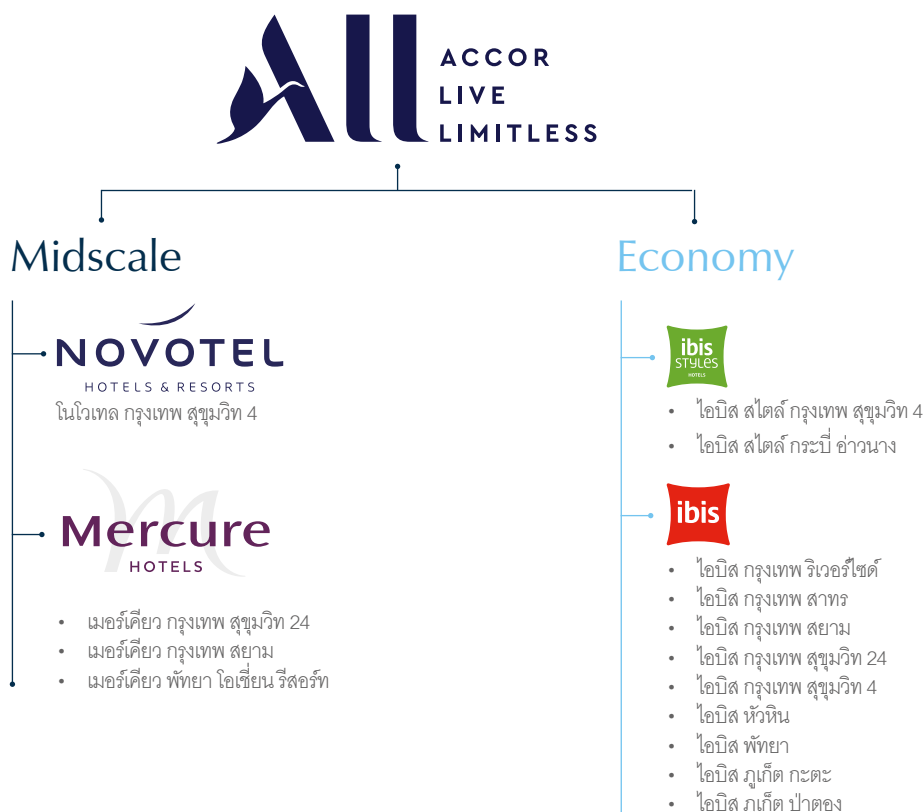 All
ACCOR
LIVE
LIMITLESS
Midscale
NOVOTEL
HOTELS & RESORTS
โนโวเทล กรุงเทพ สุขุมวิท 4
Mercure
HOTELS
• เมอร์เคียว กรุงเทพ สุขุมวิท 24
• เมอร์เคียว กรุงเทพ สยาม
• เมอร์เคียว พัทยา โอเชี่ยน รีสอร์ท
Economy
ibis
STYLES
HOTELS
• ไอบิส สไตล์ กรุงเทพ สุขุมวิท 4
• ไอบิส สไตล์ กระบี่ อ่าวนาง
ibis
• ไอบิส กรุงเทพ ริเวอร์ไซด์
• ไอบิส กรุงเทพ สาทร
• ไอบิส กรุงเทพ สยาม
• ไอบิส กรุงเทพ สุขุมวิท 24
• ไอบิส กรุงเทพ สุขุมวิท 4
• ไอบิส หัวหิน
• ไอบิส พัทยา
• ไอบิส ภูเก็ต กะตะ
• ไอบิส ภูเก็ต ป่าตอง